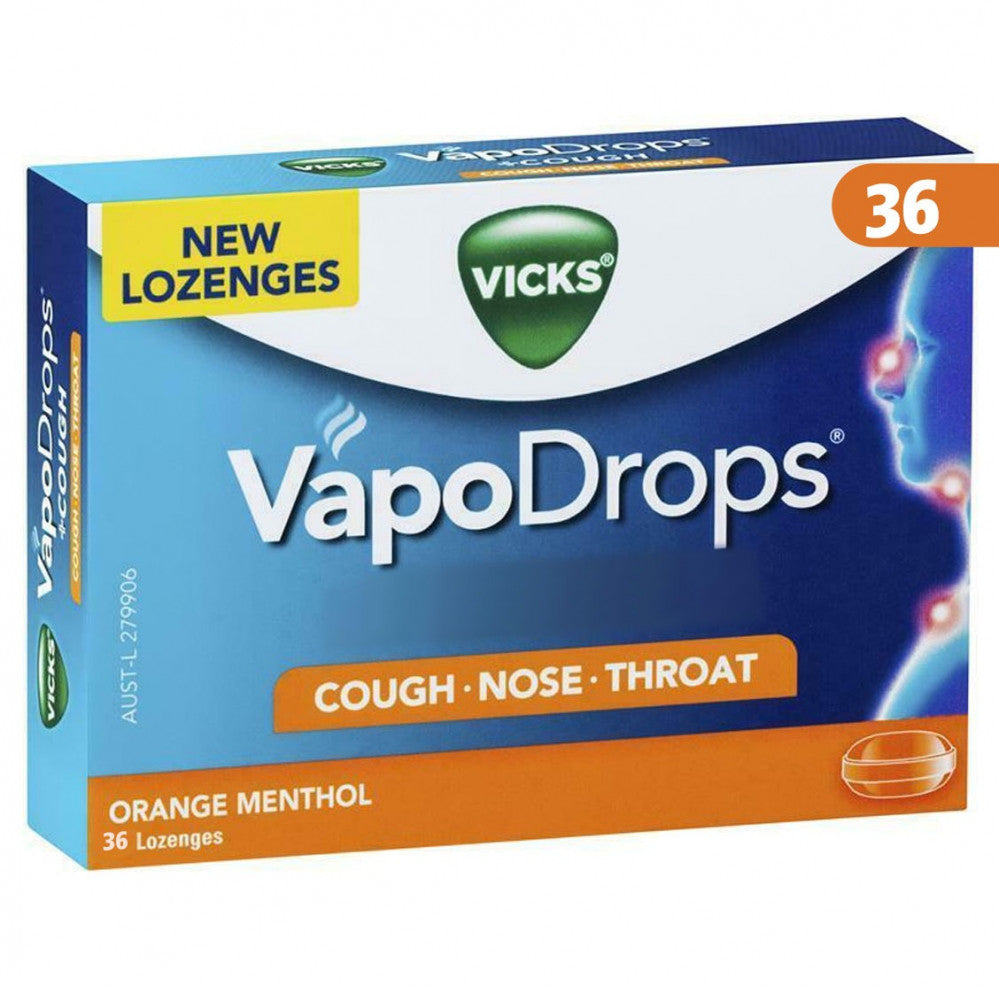 VICKS VapoDrops
+COUGH
COUGH · NOSE · THROAT
36
NEW
LOZENGES
VICKS®
VapoDrops®
COUGH · NOSE · THROAT
ORANGE MENTHOL
36 Lozenges
AUST-L 279906
VapoDrops
+COUGH
COUGH · NOSE · THROAT
VICKS